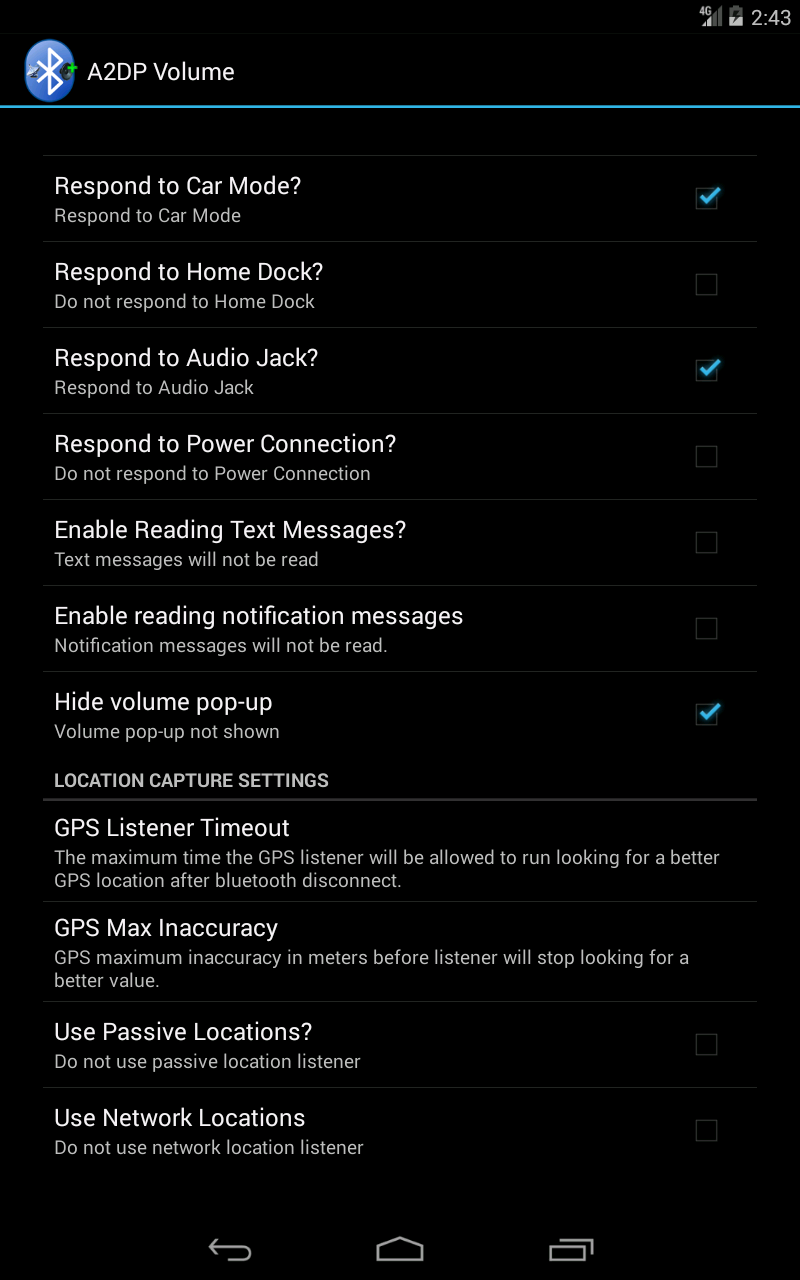 4G 2:43
A2DP Volume
Respond to Car Mode?
Respond to Car Mode
Respond to Home Dock?
Do not respond to Home Dock
Respond to Audio Jack?
Respond to Audio Jack
Respond to Power Connection?
Do not respond to Power Connection
Enable Reading Text Messages?
Text messages will not be read
Enable reading notification messages
Notification messages will not be read.
Hide volume pop-up
Volume pop-up not shown
LOCATION CAPTURE SETTINGS
GPS Listener Timeout
The maximum time the GPS listener will be allowed to run looking for a better
GPS location after bluetooth disconnect.
GPS Max Inaccuracy
GPS maximum inaccuracy in meters before listener will stop looking for a
better value.
Use Passive Locations?
Do not use passive location listener
Use Network Locations
Do not use network location listener